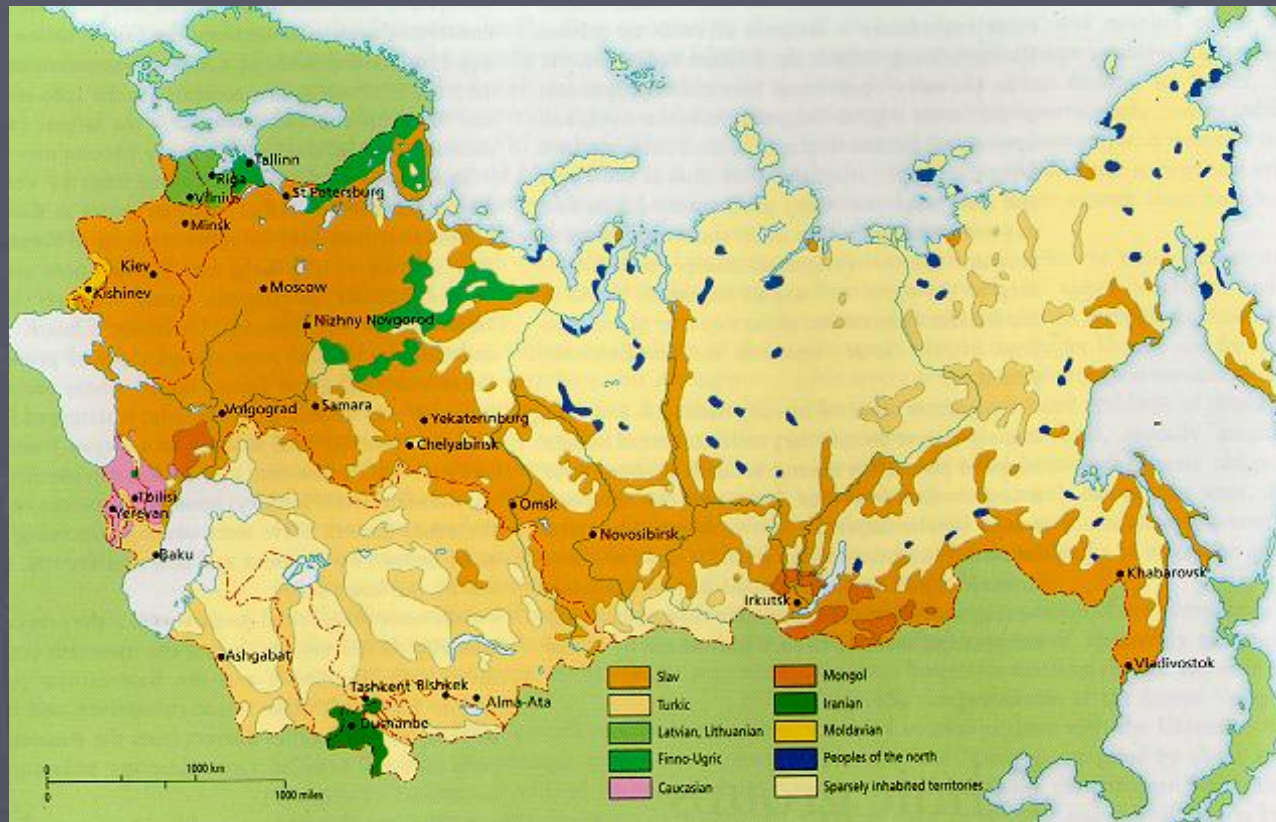 Tallinn
Riga
Vilnius
St Petersburg
Minsk
Kiev
Kishinev
Moscow
Nizhny Novgorod
Volgograd
Samara
Yekaterinburg
Chelyabinsk
Omsk
Novosibirsk
Tbilisi
Yerevan
Baku
Irkutsk
Khabarovsk
Vladivostok
Ashgabat
Tashkent
Bishkek
Alma-Ata
Dushanbe
Slav
Turkic
Latvian, Lithuanian
Finno-Ugric
Caucasian
Mongol
Iranian
Moldavian
Peoples of the north
Sparsely inhabited territories
0 1000 km
0 1000 miles